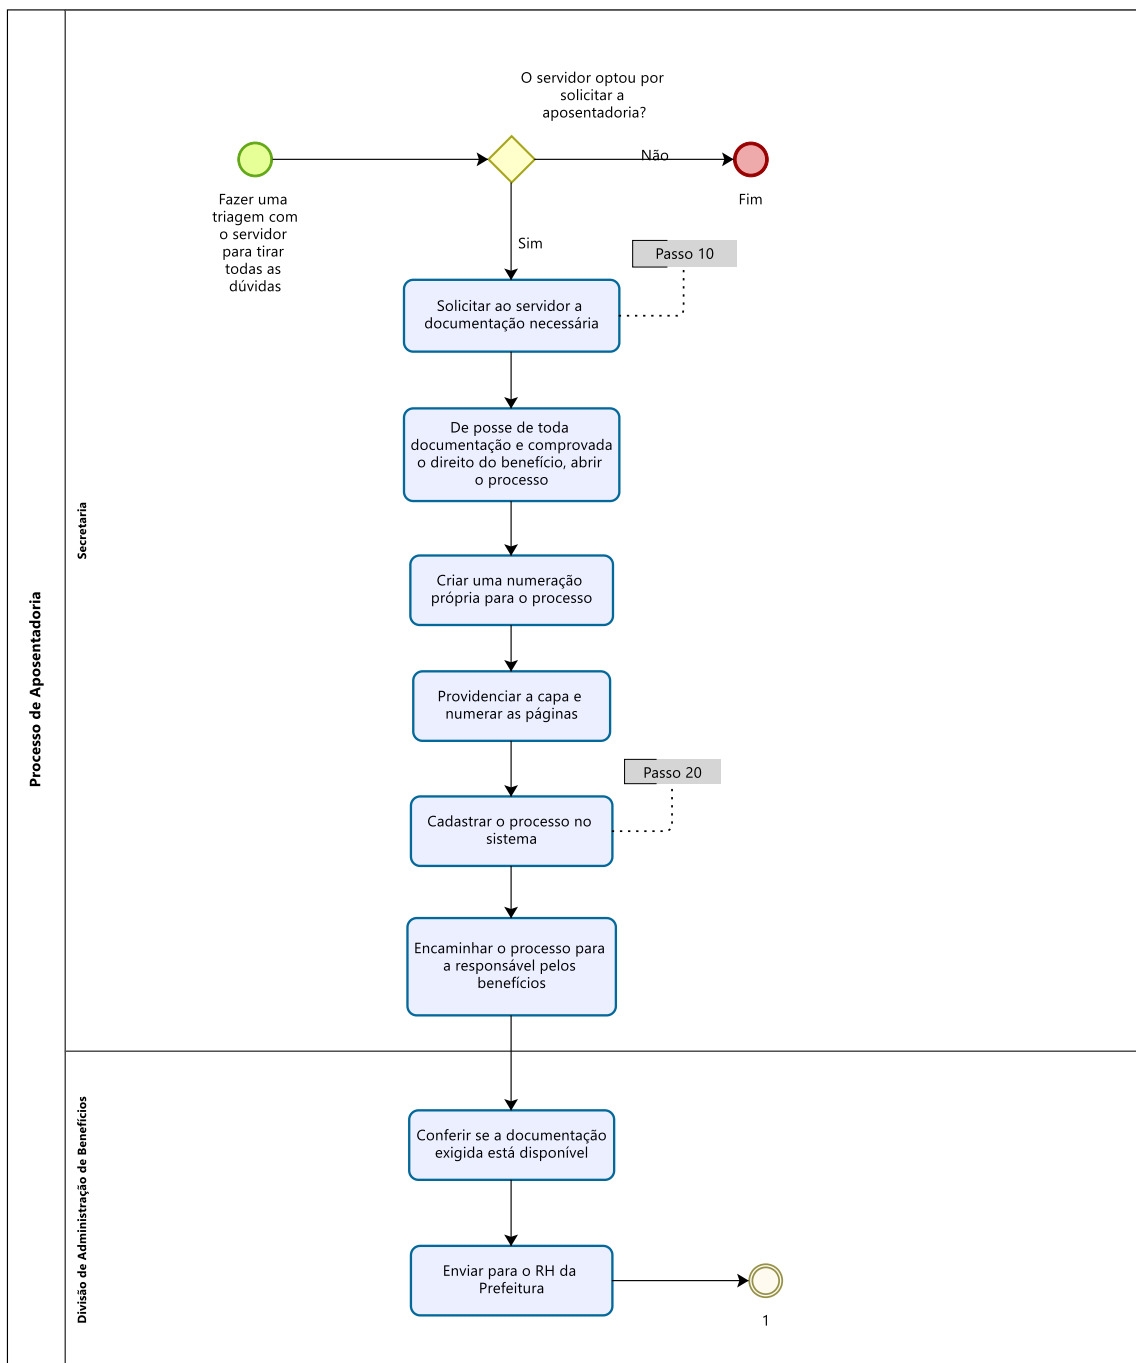 Processo de Aposentadoria
Secretaria
O servidor optou por
solicitar a
aposentadoria?
Não
Fim
Fazer uma
triagem com
o servidor
para tirar
todas as
dúvidas
Sim
Passo 10
Solicitar ao servidor a
documentação necessária
De posse de toda
documentação e comprovada
o direito do benefício, abrir
o processo
Criar uma numeração
própria para o processo
Providenciar a capa e
numerar as páginas
Passo 20
Cadastrar o processo no
sistema
Encaminhar o processo para
a responsável pelos
benefícios
Divisão de Administração de Benefícios
Conferir se a documentação
exigida está disponível
Enviar para o RH da
Prefeitura
1